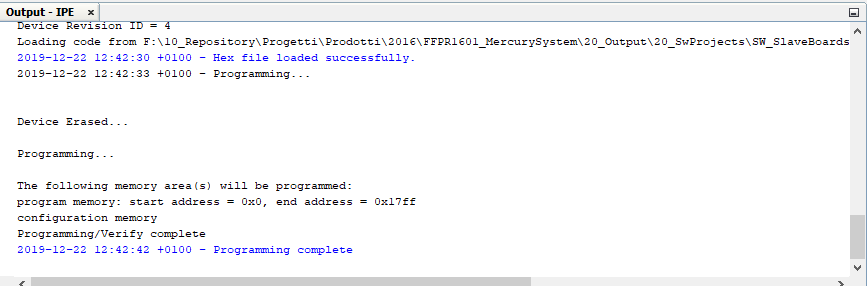 Output - IPE ×
Device Revision ID = 4
Loading code from F:\10_Repository\Progetti\Prodotti\2016\FFPR1601_MercurySystem\20_Output\20_SwProjects\SW_SlaveBoards
2019-12-22 12:42:30 +0100 - Hex file loaded successfully.
2019-12-22 12:42:33 +0100 - Programming...
Device Erased...
Programming...
The following memory area(s) will be programmed:
program memory: start address = 0x0, end address = 0x17ff
configuration memory
Programming/Verify complete
2019-12-22 12:42:42 +0100 - Programming complete